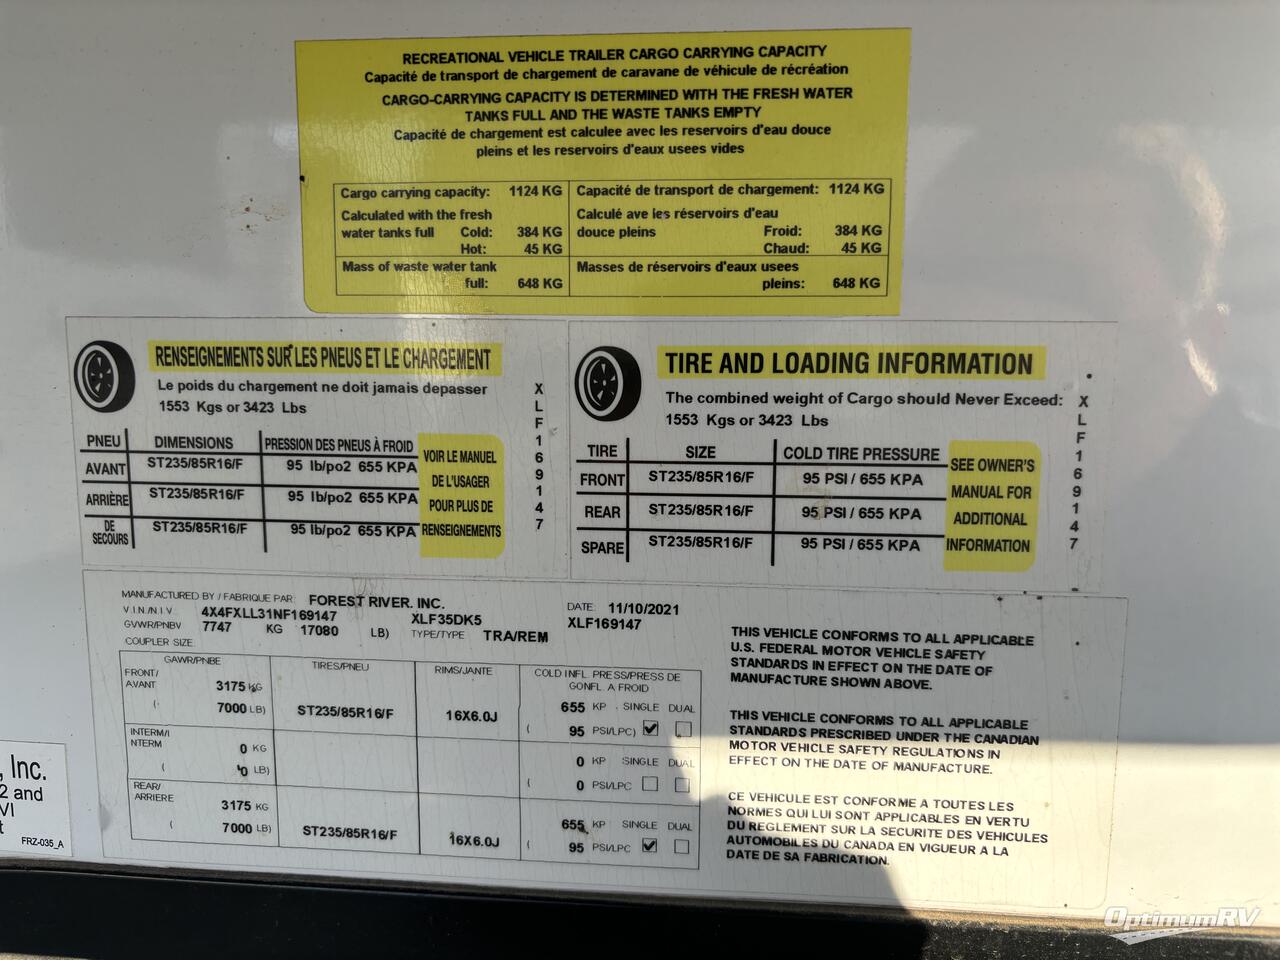 RECREATIONAL VEHICLE TRAILER CARGO CARRYING CAPACITY
Capacité de transport de chargement de caravane de véhicule de récréation
CARGO-CARRYING CAPACITY IS DETERMINED WITH THE FRESH WATER
TANKS FULL AND THE WASTE TANKS EMPTY
Capacité de chargement est calculee avec les reservoirs d'eau douce
pleins et les reservoirs d'eaux usees vides
Cargo carrying capacity: 1124 KG
Calculated with the fresh
water tanks full Cold: 384 KG
Hot: 45 KG
Mass of waste water tank
full: 648 KG
Capacité de transport de chargement: 1124 KG
Calculé ave les réservoirs d'eau
douce pleins Froid: 384 KG
Chaud: 45 KG
Masses de réservoirs d'eaux usees
pleins: 648 KG
RENSEIGNEMENTS SUR LES PNEUS ET LE CHARGEMENT
Le poids du chargement ne doit jamais depasser
1553 Kgs or 3423 Lbs
PNEU DIMENSIONS PRESSION DES PNEUS À FROID
AVANT ST235/85R16/F 95 lb/po2 655 KPA
ARRIÈRE ST235/85R16/F 95 lb/po2 655 KPA
DE
SECOURS ST235/85R16/F 95 lb/po2 655 KPA
VOIR LE MANUEL
DE L'USAGER
POUR PLUS DE
RENSEIGNEMENTS
XLF169147
TIRE AND LOADING INFORMATION
The combined weight of Cargo should Never Exceed:
1553 Kgs or 3423 Lbs
TIRE SIZE COLD TIRE PRESSURE
FRONT ST235/85R16/F 95 PSI / 655 KPA
REAR ST235/85R16/F 95 PSI / 655 KPA
SPARE ST235/85R16/F 95 PSI / 655 KPA
SEE OWNER'S
MANUAL FOR
ADDITIONAL
INFORMATION
XLF169147
MANUFACTURED BY / FABRIQUE PAR: FOREST RIVER. INC. DATE: 11/10/2021
V.I.N./N.I.V. 4X4FXLL31NF169147 XLF35DK5 XLF169147
GVWR/PNBV 7747 KG 17080 LB) TYPE/TYPE TRA/REM
COUPLER SIZE
GAWR/PNBE TIRES/PNEU RIMS/JANTE COLD INFL. PRESS/PRESS DE
GONFL. A FROID
FRONT/
AVANT 3175 KG 655 KP SINGLE DUAL
( 7000 LB) ST235/85R16/F 16X6.0J ( 95 PSI/LPC)
INTERM/I
NTERM 0 KG 0 KP SINGLE DUAL
( 0 LB) ( 0 PSI/LPC
REAR/
ARRIERE 3175 KG 655 KP SINGLE DUAL
( 7000 LB) ST235/85R16/F 16X6.0J ( 95 PSI/LPC
THIS VEHICLE CONFORMS TO ALL APPLICABLE
U.S. FEDERAL MOTOR VEHICLE SAFETY
STANDARDS IN EFFECT ON THE DATE OF
MANUFACTURE SHOWN ABOVE.
THIS VEHICLE CONFORMS TO ALL APPLICABLE
STANDARDS PRESCRIBED UNDER THE CANADIAN
MOTOR VEHICLE SAFETY REGULATIONS IN
EFFECT ON THE DATE OF MANUFACTURE.
CE VEHICULE EST CONFORME A TOUTES LES
NORMES QUI LUI SONT APPLICABLES EN VERTU
DU REGLEMENT SUR LA SECURITE DES VEHICULES
AUTOMOBILES DU CANADA EN VIGUEUR A LA
DATE DE SA FABRICATION.
, Inc.
2 and
VI
t
FRZ-035_A
OptimumRV